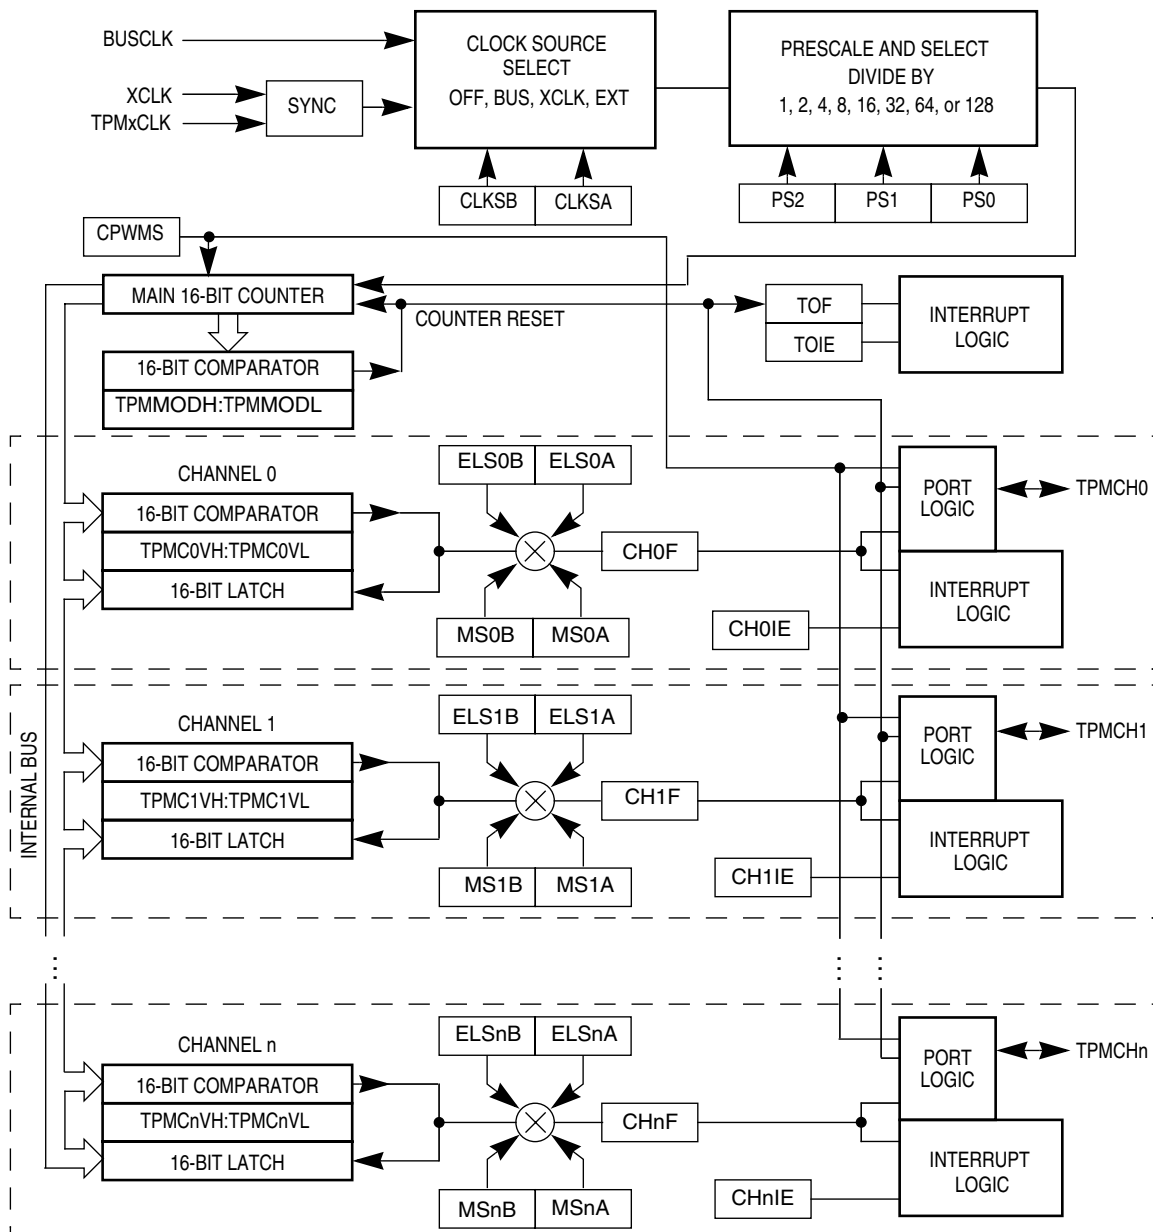 BUSCLK
XCLK
TPMxCLK
SYNC
CLOCK SOURCE
SELECT
OFF, BUS, XCLK, EXT
PRESCALE AND SELECT
DIVIDE BY
1, 2, 4, 8, 16, 32, 64, or 128
CLKSB
CLKSA
PS2
PS1
PS0
CPWMS
MAIN 16-BIT COUNTER
COUNTER RESET
16-BIT COMPARATOR
TPMMODH:TPMMODL
TOF
TOIE
INTERRUPT
LOGIC
INTERNAL BUS
CHANNEL 0
16-BIT COMPARATOR
TPMC0VH:TPMC0VL
16-BIT LATCH
ELS0B
ELS0A
MS0B
MS0A
CH0F
CH0IE
PORT
LOGIC
INTERRUPT
LOGIC
TPMCH0
CHANNEL 1
16-BIT COMPARATOR
TPMC1VH:TPMC1VL
16-BIT LATCH
ELS1B
ELS1A
MS1B
MS1A
CH1F
CH1IE
PORT
LOGIC
INTERRUPT
LOGIC
TPMCH1
...
...
...
CHANNEL n
16-BIT COMPARATOR
TPMCnVH:TPMCnVL
16-BIT LATCH
ELSnB
ELSnA
MSnB
MSnA
CHnF
CHnIE
PORT
LOGIC
INTERRUPT
LOGIC
TPMCHn